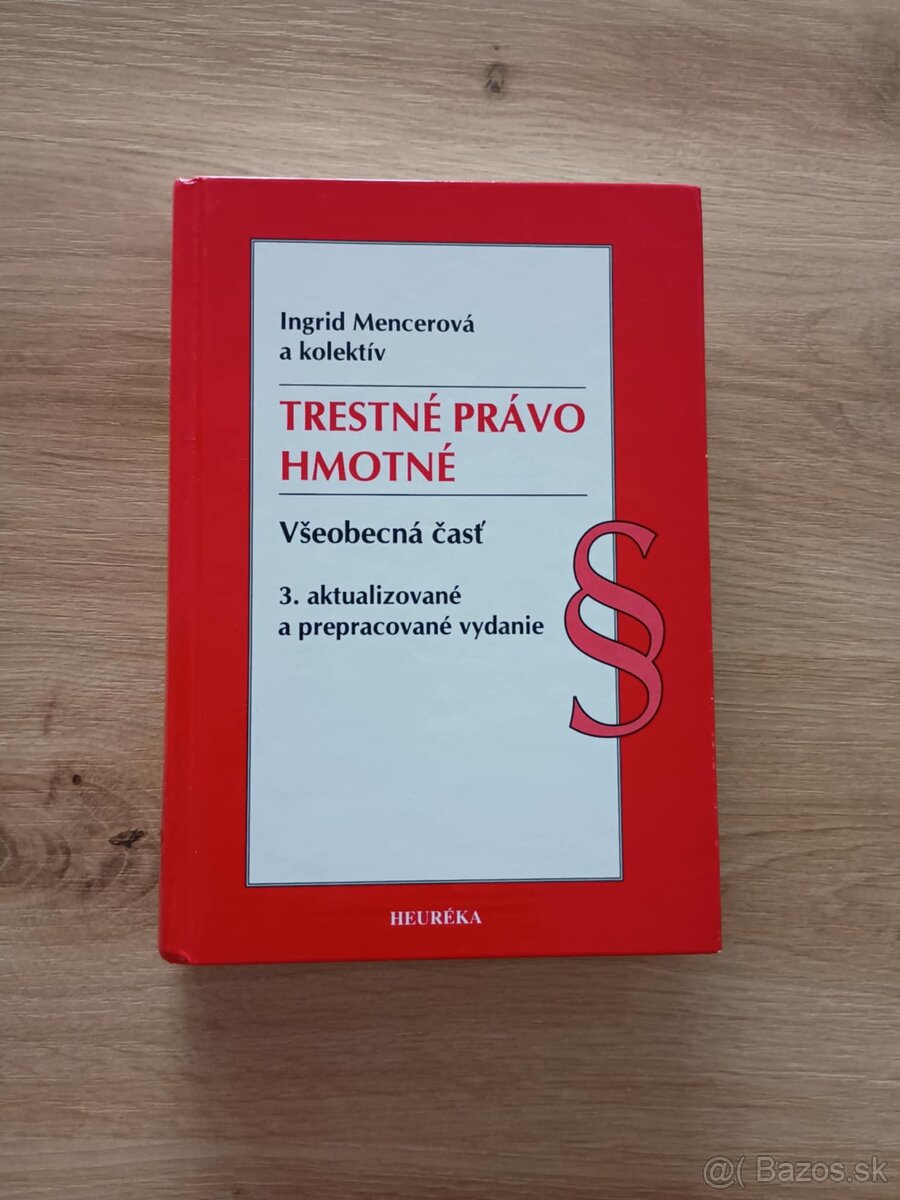 Ingrid Mencerová
a kolektív
TRESTNÉ PRÁVO
HMOTNÉ
Všeobecná časť
3. aktualizované
a prepracované vydanie
§
HEURÉKA
@( Bazos.sk